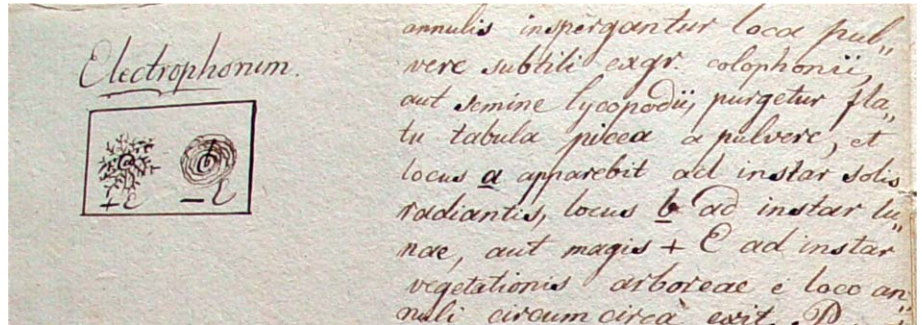 Electrophorum.
a b
+ E – E
annulis inspergantur loca pul„
vere subtili exgr. colophonii,
aut semine lycopodii, purgetur fla„
tu tabula picea a pulvere, et
locus a apparebit ad instar solis
radiantis, locus b ad instar lu„
nae, aut magis + E ad instar
vegetationis arboreae e loco an„
nuli circum circà exit.